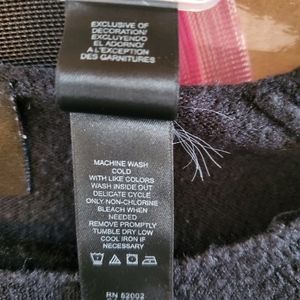 EXCLUSIVE OF
DECORATION/
EXCLUYENDO
EL ADORNO/
A L'EXCEPTION
DES GARNITURES
MACHINE WASH
COLD
WITH LIKE COLORS
WASH INSIDE OUT
DELICATE CYCLE
ONLY NON-CHLORINE
BLEACH WHEN
NEEDED
REMOVE PROMPTLY
TUMBLE DRY LOW
COOL IRON IF
NECESSARY
RN 52002